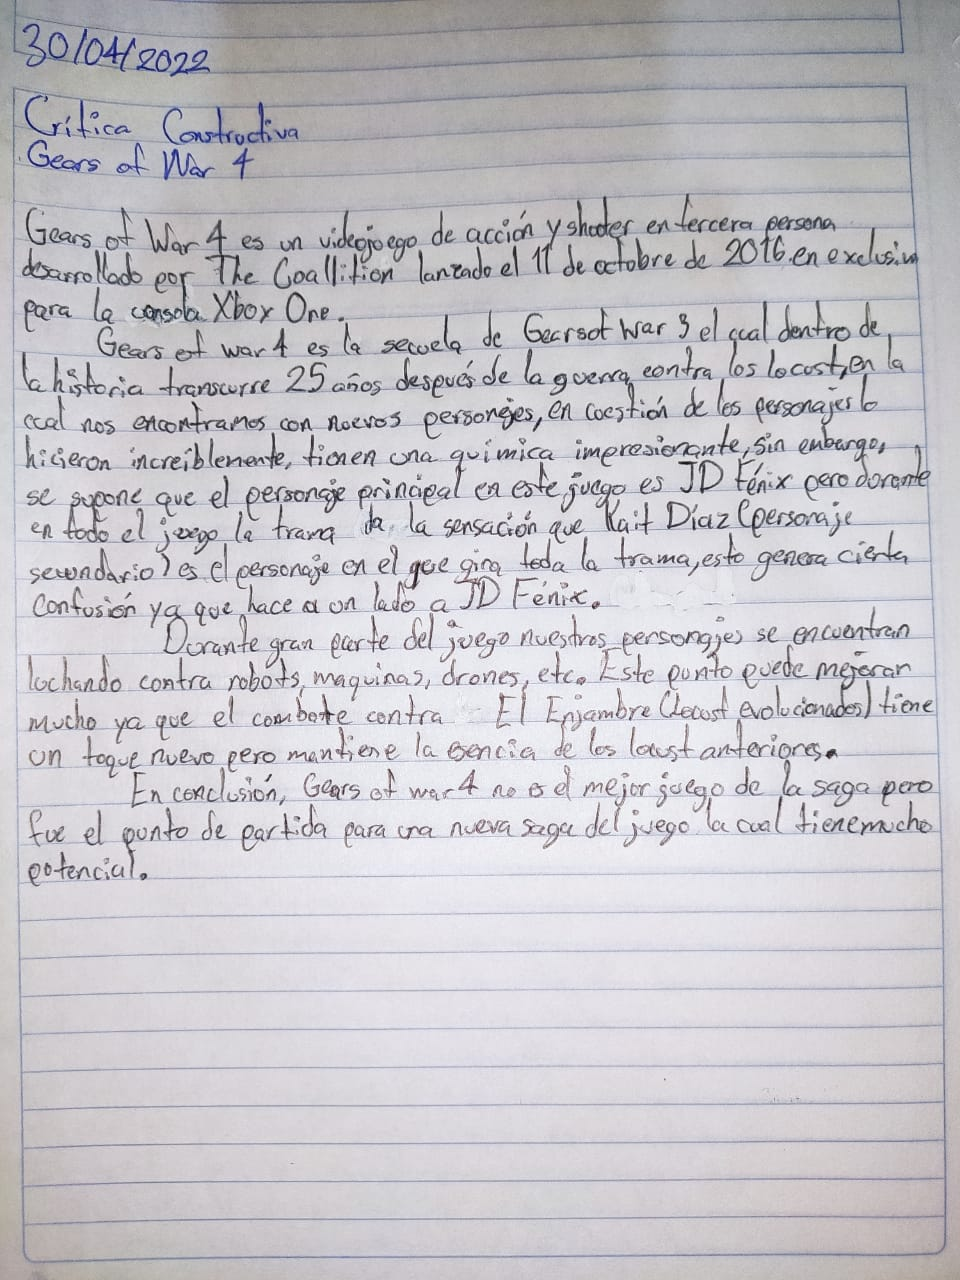 30/04/2022
Crítica Constructiva
Gears of War 4
Gears of War 4 es un videojuego de acción y shooter en tercera persona
desarrollado por The Coallition lanzado el 11 de octubre de 2016 en exclusiva
para la consola Xbox One.
Gears of war 4 es la secuela de Gears of war 3 el cual dentro de
la historia transcurre 25 años después de la guerra contra los locust, en la
cual nos encontramos con nuevos personajes, en cuestión de los personajes lo
hicieron increíblemente, tienen una química impresionante, sin embargo,
se supone que el personaje principal en este juego es JD Fénix pero durante
en todo el juego la trama da la sensación que Kait Díaz (personaje
secundario) es el personaje en el que gira toda la trama, esto genera cierta
confusión ya que hace a un lado a JD Fénix.
Durante gran parte del juego nuestros personajes se encuentran
luchando contra robots, maquinas, drones, etc. Este punto puede mejorar
mucho ya que el combate contra El Enjambre (locust evolucionados) tiene
un toque nuevo pero mantiene la esencia de los locust anteriores.
En conclusión, Gears of war 4 no es el mejor juego de la saga pero
fue el punto de partida para una nueva saga del juego la cual tiene mucho
potencial.